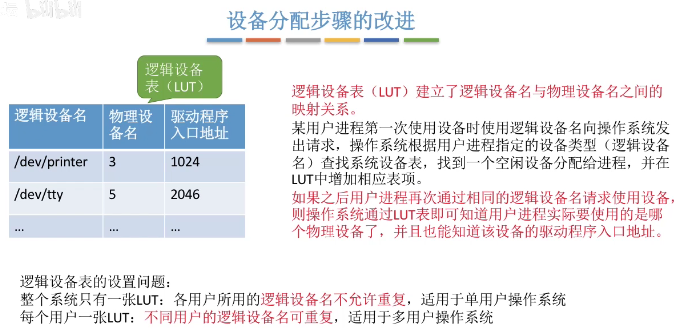 bilibili
设备分配步骤的改进
逻辑设备
表（LUT）
逻辑设备名 物理设备名 驱动程序入口地址
/dev/printer 3 1024
/dev/tty 5 2046
… … …
逻辑设备表（LUT）建立了逻辑设备名与物理设备名之间的
映射关系。
某用户进程第一次使用设备时使用逻辑设备名向操作系统发
出请求，操作系统根据用户进程指定的设备类型（逻辑设备
名）查找系统设备表，找到一个空闲设备分配给进程，并在
LUT中增加相应表项。
如果之后用户进程再次通过相同的逻辑设备名请求使用设备，
则操作系统通过LUT表即可知道用户进程实际要使用的是哪
个物理设备了，并且也能知道该设备的驱动程序入口地址。
逻辑设备表的设置问题：
整个系统只有一张LUT：各用户所用的逻辑设备名不允许重复，适用于单用户操作系统
每个用户一张LUT：不同用户的逻辑设备名可重复，适用于多用户操作系统